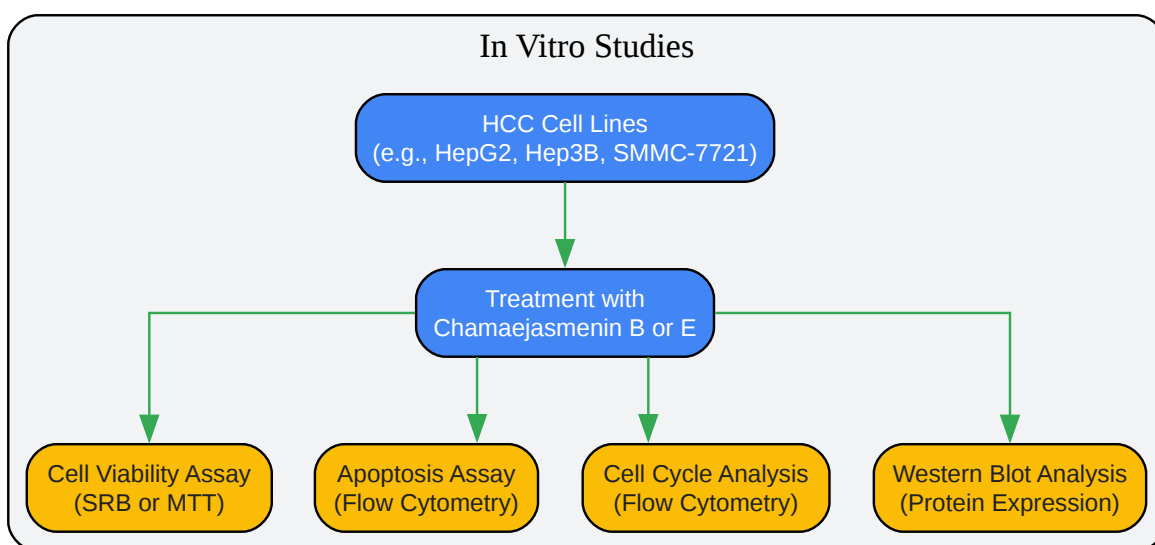 In Vitro Studies
HCC Cell Lines
(e.g., HepG2, Hep3B, SMMC-7721)
Treatment with
Chamaejasmenin B or E
Cell Viability Assay
(SRB or MTT)
Apoptosis Assay
(Flow Cytometry)
Cell Cycle Analysis
(Flow Cytometry)
Western Blot Analysis
(Protein Expression)